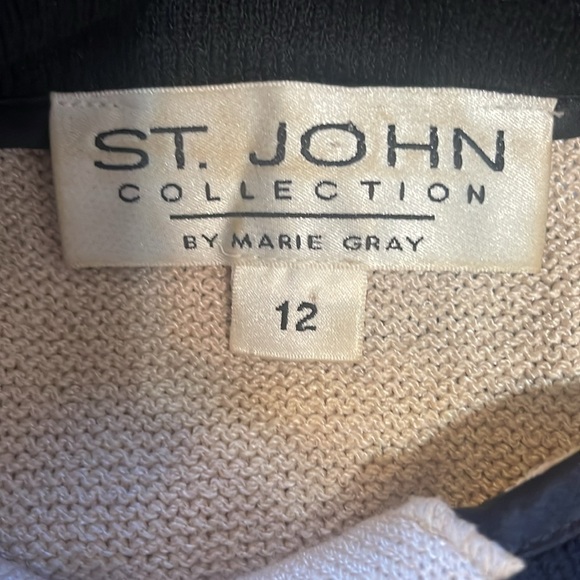 ST. JOHN
COLLECTION
BY MARIE GRAY
12